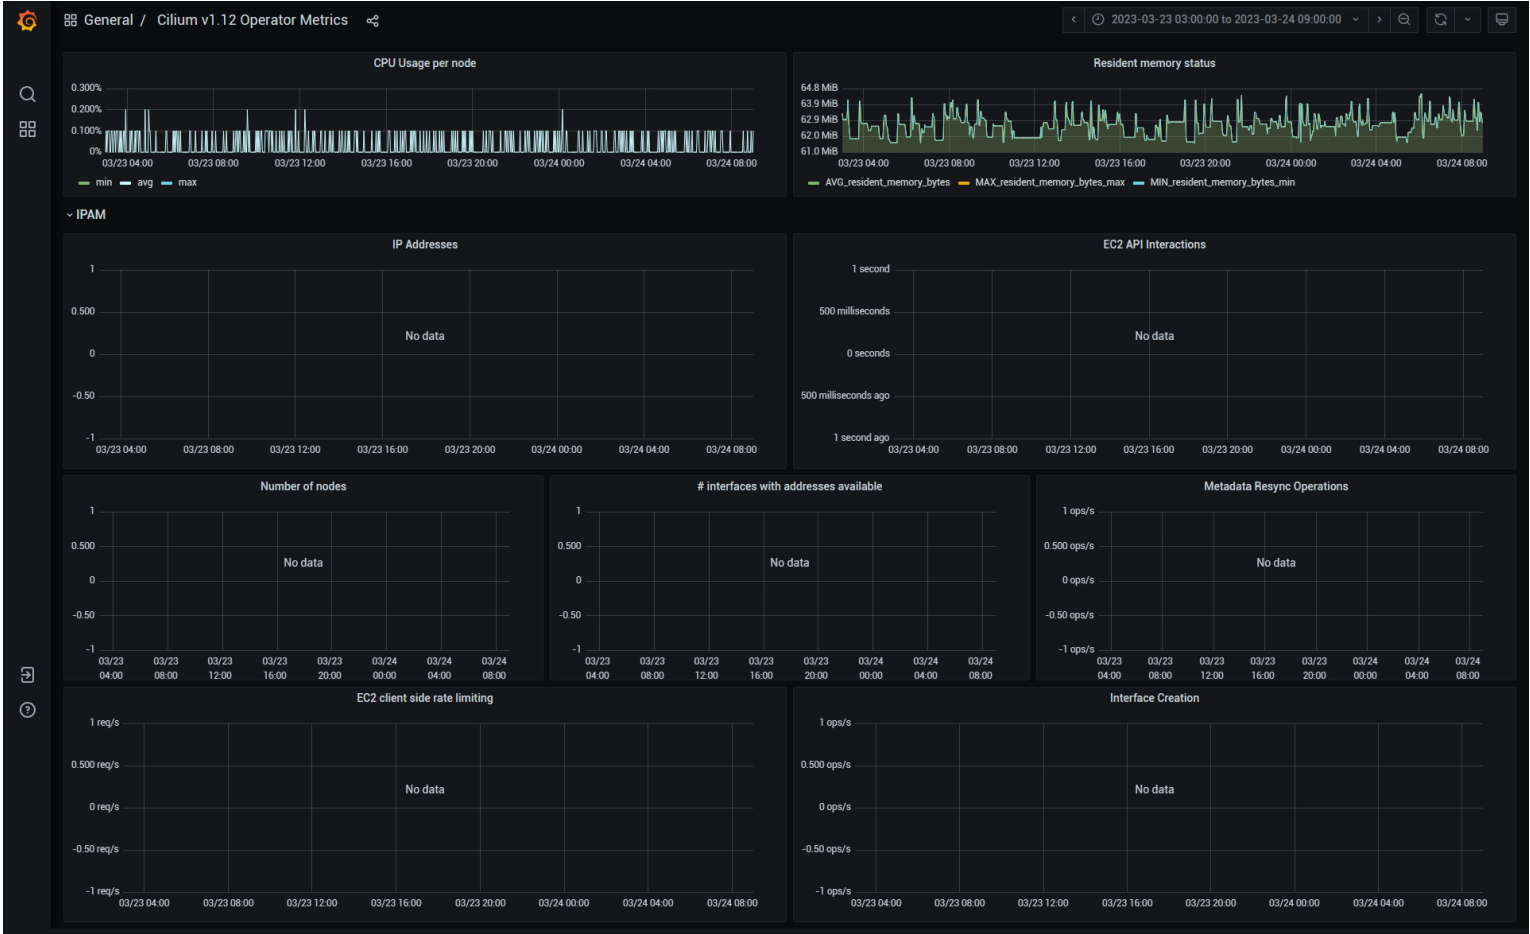 General / Cilium v1.12 Operator Metrics
2023-03-23 03:00:00 to 2023-03-24 09:00:00
CPU Usage per node
0.300%
0.200%
0.100%
0%
03/23 04:00 03/23 08:00 03/23 12:00 03/23 16:00 03/23 20:00 03/24 00:00 03/24 04:00 03/24 08:00
min avg max
Resident memory status
64.8 MiB
63.9 MiB
62.9 MiB
62.0 MiB
61.0 MiB
03/23 04:00 03/23 08:00 03/23 12:00 03/23 16:00 03/23 20:00 03/24 00:00 03/24 04:00 03/24 08:00
AVG_resident_memory_bytes MAX_resident_memory_bytes_max MIN_resident_memory_bytes_min
IPAM
IP Addresses
1
0.500
0
-0.50
-1
No data
03/23 04:00 03/23 08:00 03/23 12:00 03/23 16:00 03/23 20:00 03/24 00:00 03/24 04:00 03/24 08:00
EC2 API Interactions
1 second
500 milliseconds
0 seconds
500 milliseconds ago
1 second ago
No data
03/23 04:00 03/23 08:00 03/23 12:00 03/23 16:00 03/23 20:00 03/24 00:00 03/24 04:00 03/24 08:00
Number of nodes
1
0.500
0
-0.50
-1
No data
03/23 03/23 03/23 03/23 03/23 03/24 03/24 03/24
04:00 08:00 12:00 16:00 20:00 00:00 04:00 08:00
# interfaces with addresses available
1
0.500
0
-0.50
-1
No data
03/23 03/23 03/23 03/23 03/23 03/24 03/24 03/24
04:00 08:00 12:00 16:00 20:00 00:00 04:00 08:00
Metadata Resync Operations
1 ops/s
0.500 ops/s
0 ops/s
-0.50 ops/s
-1 ops/s
No data
03/23 03/23 03/23 03/23 03/23 03/24 03/24 03/24
04:00 08:00 12:00 16:00 20:00 00:00 04:00 08:00
EC2 client side rate limiting
1 req/s
0.500 req/s
0 req/s
-0.50 req/s
-1 req/s
No data
03/23 04:00 03/23 08:00 03/23 12:00 03/23 16:00 03/23 20:00 03/24 00:00 03/24 04:00 03/24 08:00
Interface Creation
1 ops/s
0.500 ops/s
0 ops/s
-0.50 ops/s
-1 ops/s
No data
03/23 04:00 03/23 08:00 03/23 12:00 03/23 16:00 03/23 20:00 03/24 00:00 03/24 04:00 03/24 08:00